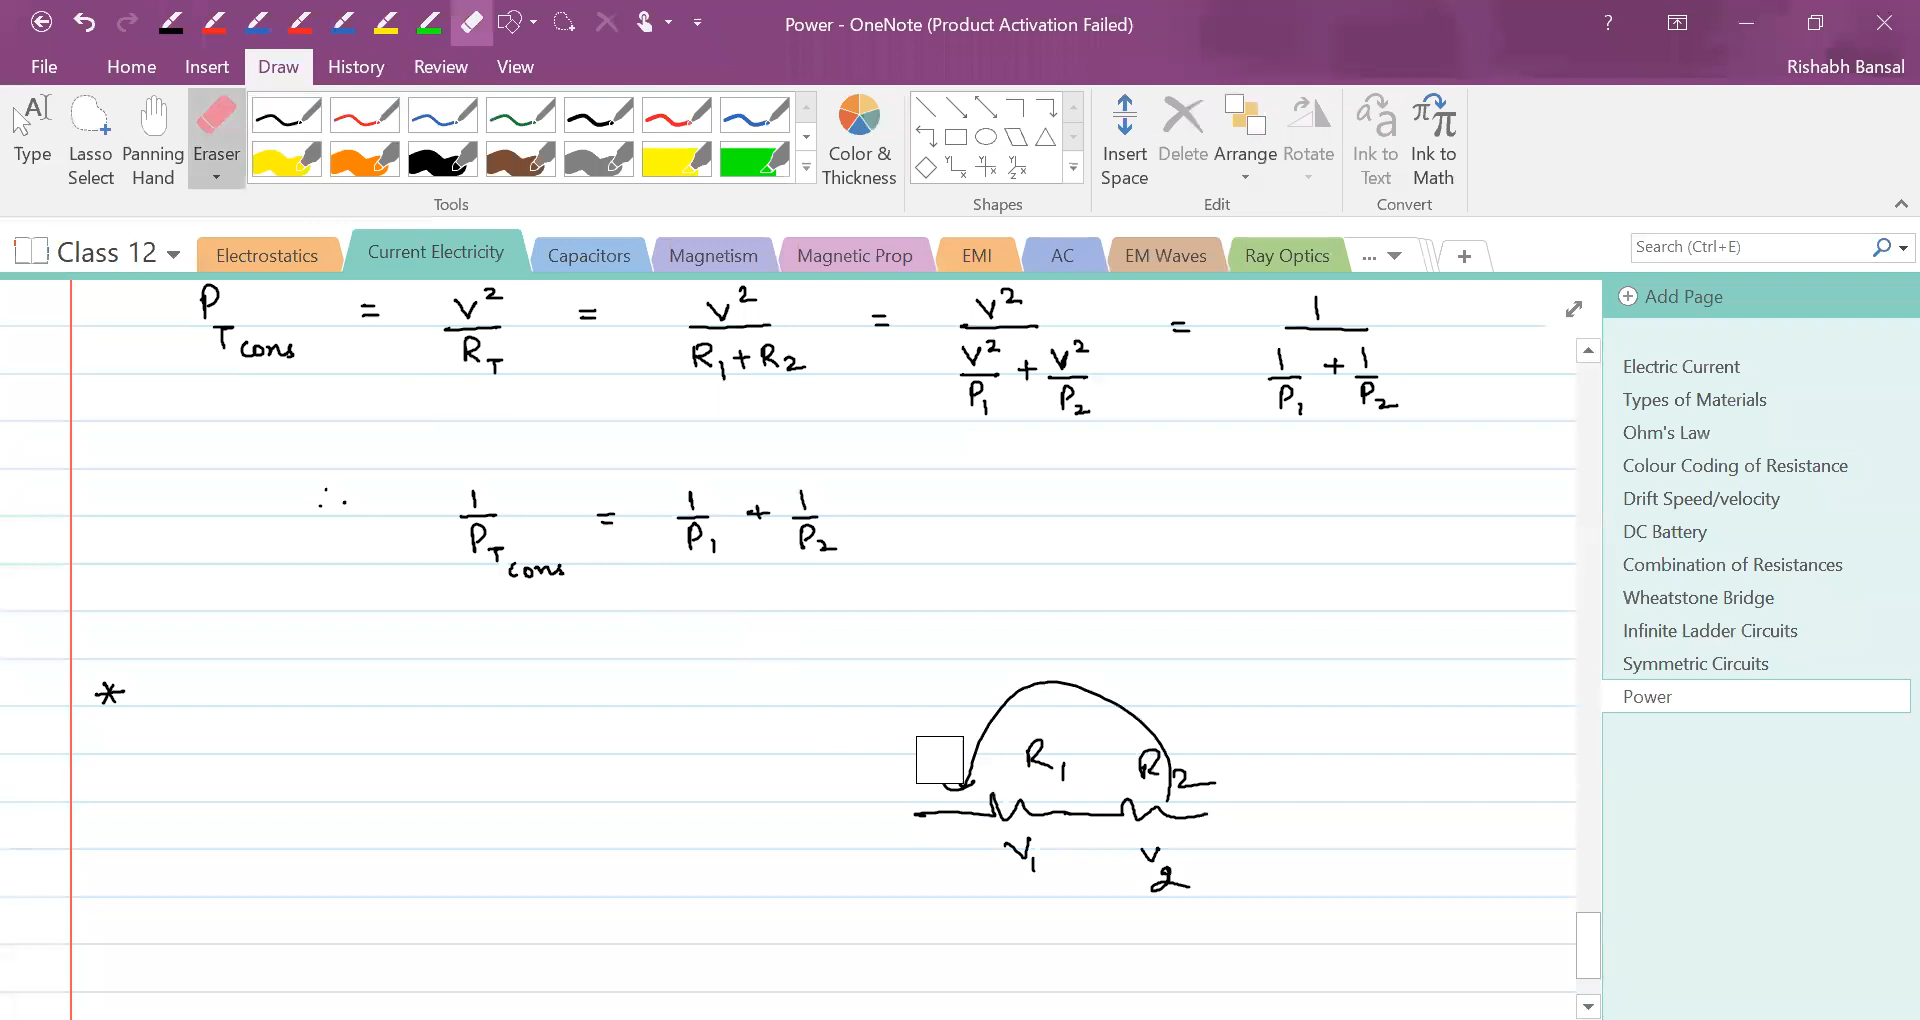 Power - OneNote (Product Activation Failed)
?
File Home Insert Draw History Review View
Rishabh Bansal
Type
Lasso Select
Panning Hand
Eraser
Color & Thickness
Insert Space
Delete
Arrange
Rotate
Ink to Text
Ink to Math
Tools Shapes Edit Convert
Class 12
Electrostatics Current Electricity Capacitors Magnetism Magnetic Prop EMI AC EM Waves Ray Optics ... +
Search (Ctrl+E)
Add Page
Electric Current
Types of Materials
Ohm's Law
Colour Coding of Resistance
Drift Speed/velocity
DC Battery
Combination of Resistances
Wheatstone Bridge
Infinite Ladder Circuits
Symmetric Circuits
Power
P_T cons = V²/R_T = V²/(R₁ + R₂) = V²/(V²/P₁ + V²/P₂) = 1/(1/P₁ + 1/P₂)
∴ 1/P_T cons = 1/P₁ + 1/P₂
*
R₁ R₂
V₁ V₂